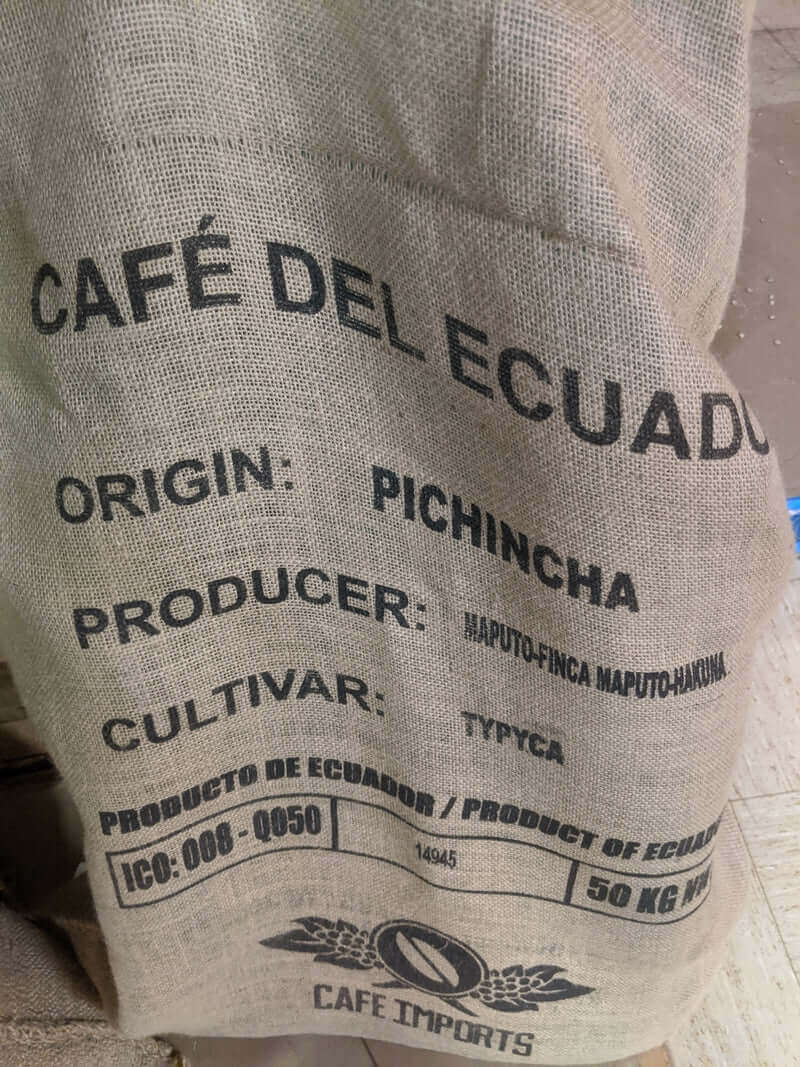 CAFÉ DEL ECUADO
ORIGIN: PICHINCHA
PRODUCER: MAPUTO-FINCA MAPUTO-HAKUNA
CULTIVAR: TYPYCA
PRODUCTO DE ECUADOR / PRODUCT OF ECUAD
ICO: 008 - Q050 14945 50 KG
CAFE IMPORTS